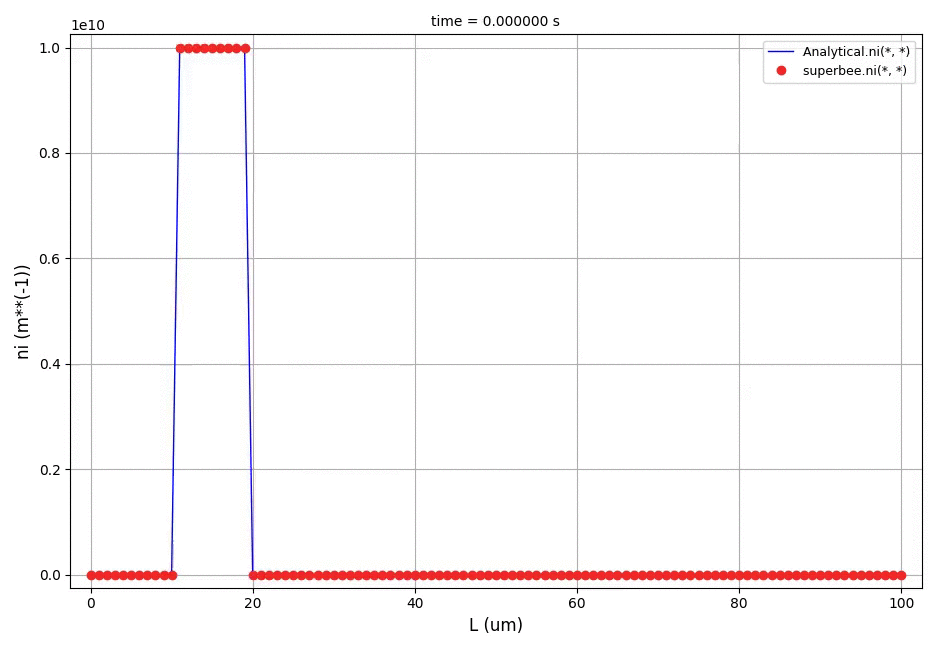 time = 0.000000 s
1e10
Analytical.ni(*, *)
superbee.ni(*, *)
1.0
0.8
0.6
0.4
0.2
0.0
ni (m**(-1))
0 20 40 60 80 100
L (um)